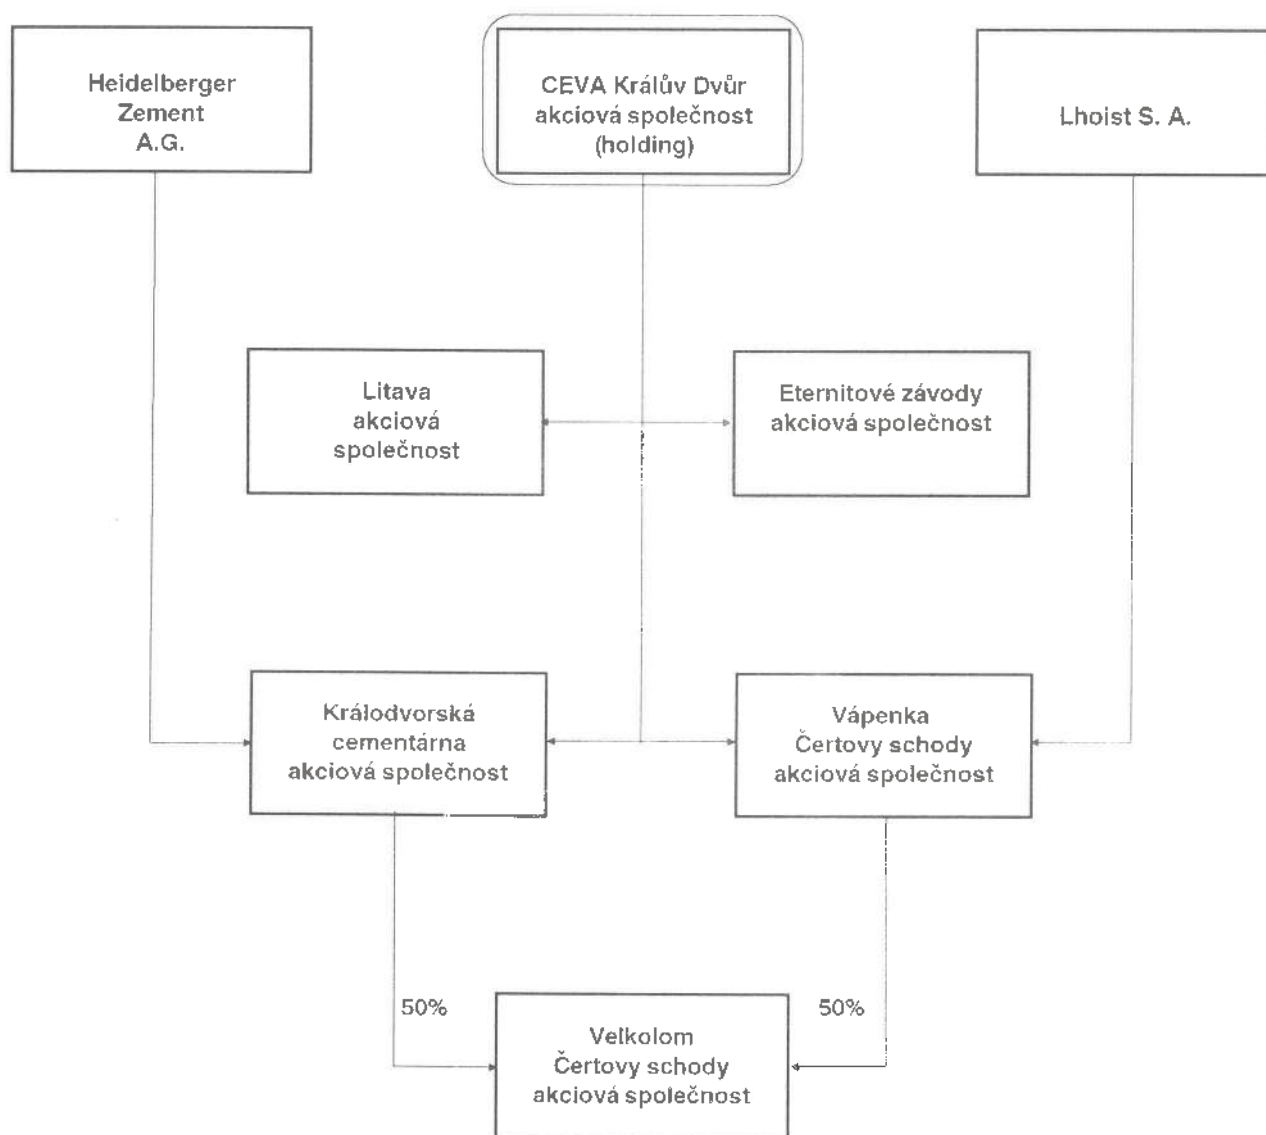 Heidelberger
Zement
A.G.
CEVA Králův Dvůr
akciová společnost
(holding)
Lhoist S. A.
Litava
akciová
společnost
Eternitové závody
akciová společnost
Králodvorská
cementárna
akciová společnost
Vápenka
Čertovy schody
akciová společnost
50%
50%
Velkolom
Čertovy schody
akciová společnost